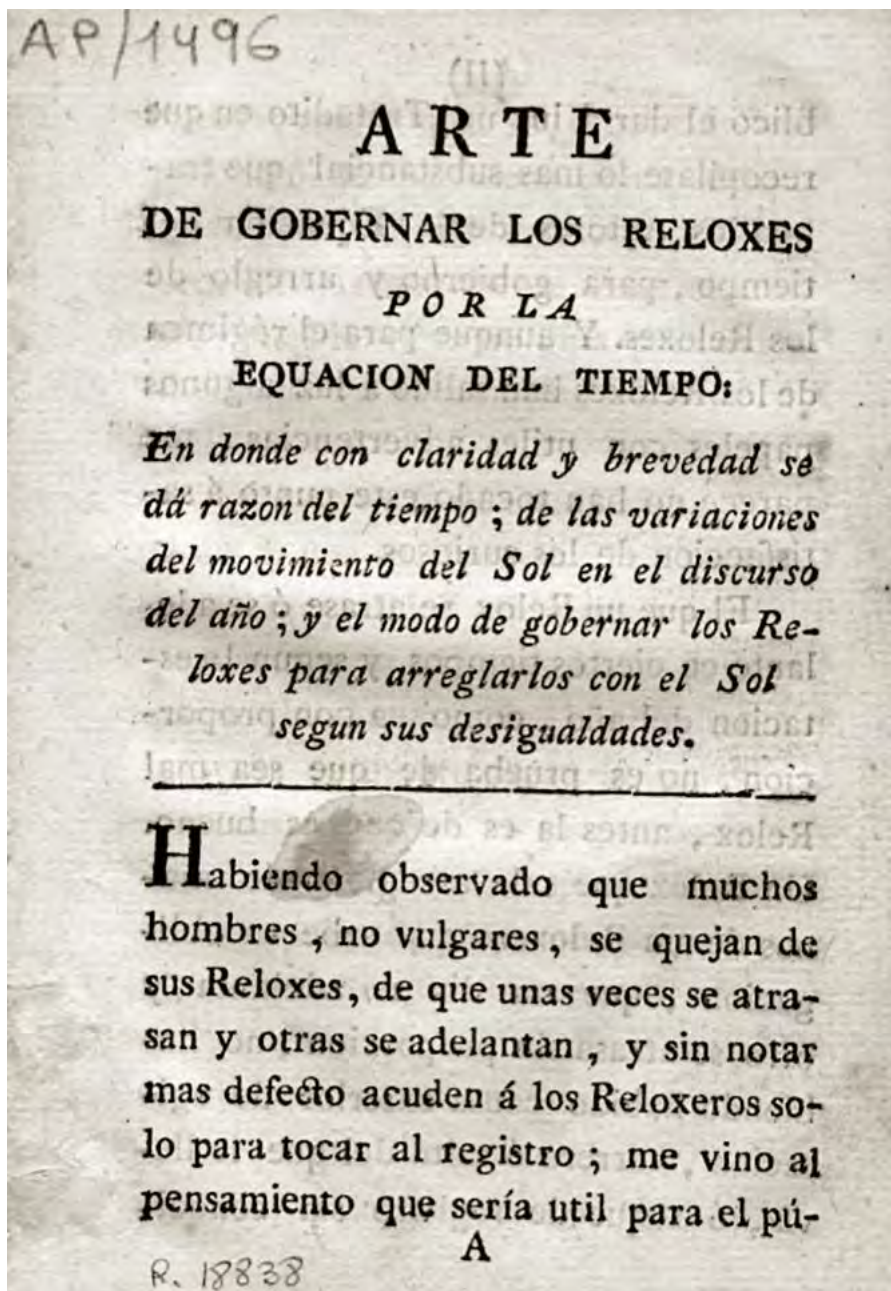 AP/1496
ARTE
DE GOBERNAR LOS RELOXES
POR LA
EQUACION DEL TIEMPO:
En donde con claridad y brevedad se
dá razon del tiempo ; de las variaciones
del movimiento del Sol en el discurso
del año ; y el modo de gobernar los Re-
loxes para arreglarlos con el Sol
segun sus desigualdades.
Habiendo observado que muchos
hombres , no vulgares , se quejan de
sus Reloxes, de que unas veces se atra-
san y otras se adelantan , y sin notar
mas defecto acuden á los Reloxeros so-
lo para tocar al registro ; me vino al
pensamiento que sería util para el pú-
A
R. 18838